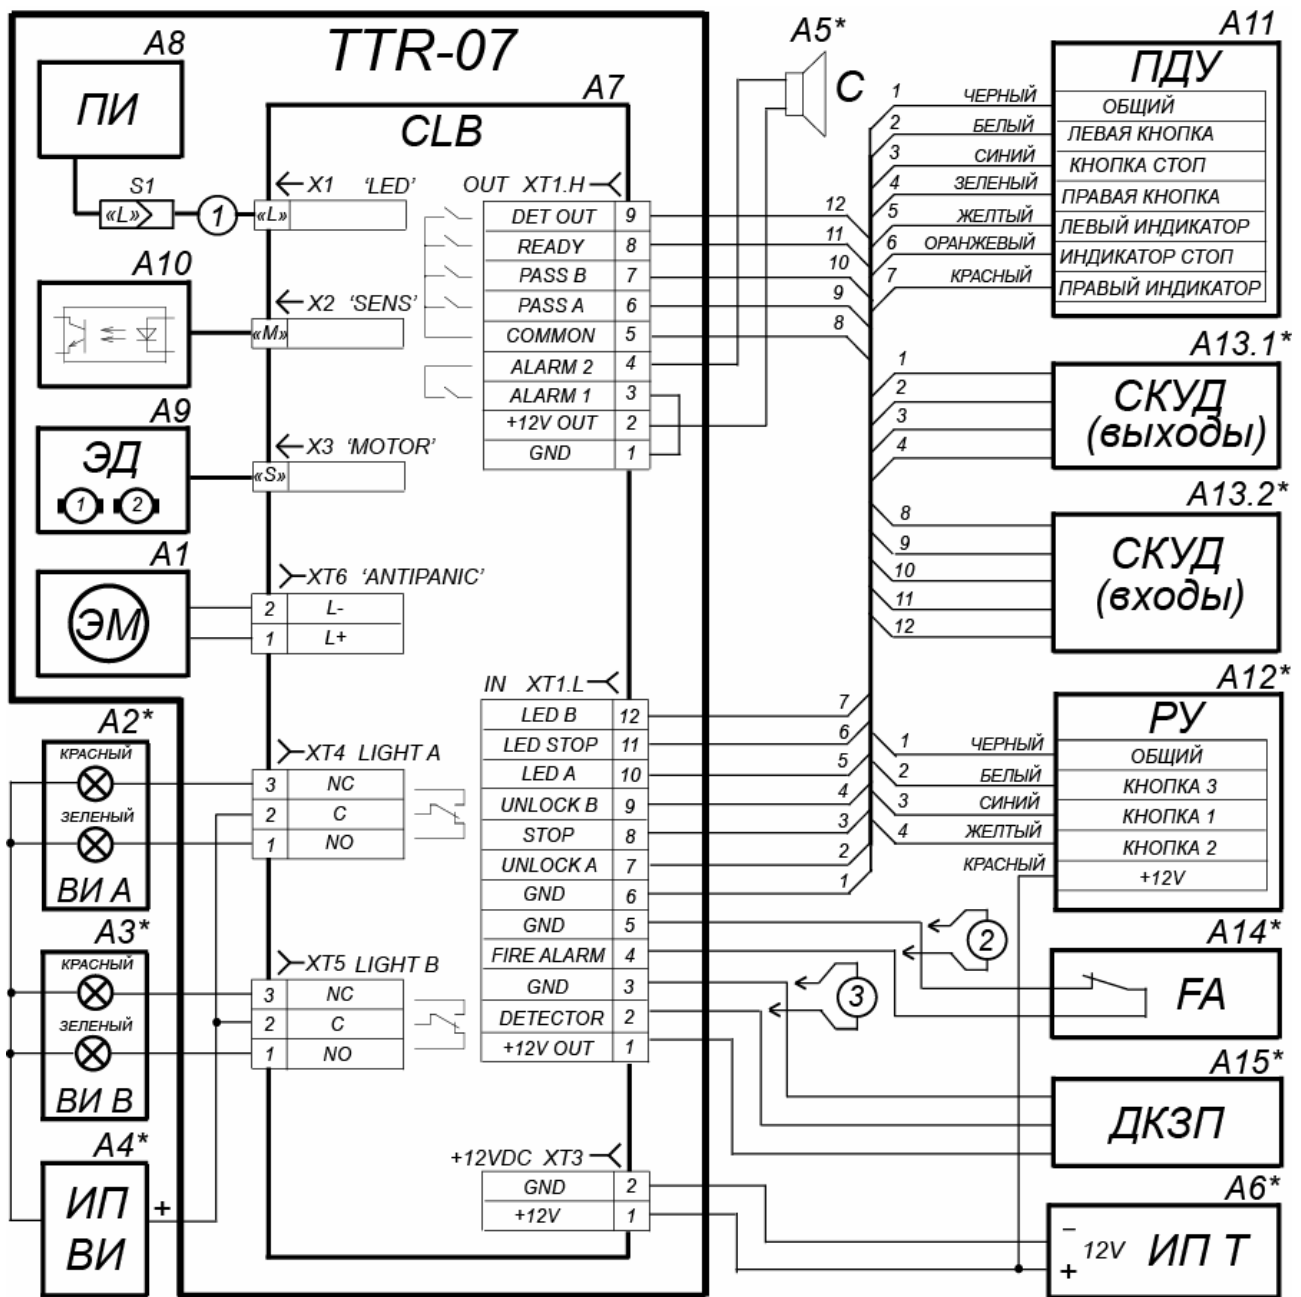 TTR-07
A8
ПИ
S1
«L»
1
A10
A9
ЭД
1 2
A1
ЭМ
A7
CLB
X1 'LED'
«L»
X2 'SENS'
«M»
X3 'MOTOR'
«S»
XT6 'ANTIPANIC'
2 L-
1 L+
OUT XT1.H
DET OUT 9
READY 8
PASS B 7
PASS A 6
COMMON 5
ALARM 2 4
ALARM 1 3
+12V OUT 2
GND 1
A5*
С
12
11
10
9
8
A11
ПДУ
1 ЧЕРНЫЙ ОБЩИЙ
2 БЕЛЫЙ ЛЕВАЯ КНОПКА
3 СИНИЙ КНОПКА СТОП
4 ЗЕЛЕНЫЙ ПРАВАЯ КНОПКА
5 ЖЕЛТЫЙ ЛЕВЫЙ ИНДИКАТОР
6 ОРАНЖЕВЫЙ ИНДИКАТОР СТОП
7 КРАСНЫЙ ПРАВЫЙ ИНДИКАТОР
A13.1*
СКУД
(выходы)
1
2
3
4
A13.2*
СКУД
(входы)
8
9
10
11
12
A2*
КРАСНЫЙ
ЗЕЛЕНЫЙ
ВИ А
A3*
КРАСНЫЙ
ЗЕЛЕНЫЙ
ВИ В
A4*
ИП
ВИ
+
XT4 LIGHT A
3 NC
2 C
1 NO
XT5 LIGHT B
3 NC
2 C
1 NO
IN XT1.L
LED B 12
LED STOP 11
LED A 10
UNLOCK B 9
STOP 8
UNLOCK A 7
GND 6
GND 5
FIRE ALARM 4
GND 3
DETECTOR 2
+12V OUT 1
7
6
5
4
3
2
1
2
3
+12VDC XT3
GND 2
+12V 1
A12*
РУ
1 ЧЕРНЫЙ ОБЩИЙ
2 БЕЛЫЙ КНОПКА 3
3 СИНИЙ КНОПКА 1
4 ЖЕЛТЫЙ КНОПКА 2
КРАСНЫЙ +12V
A14*
FA
A15*
ДКЗП
A6*
− 12V ИП Т
+